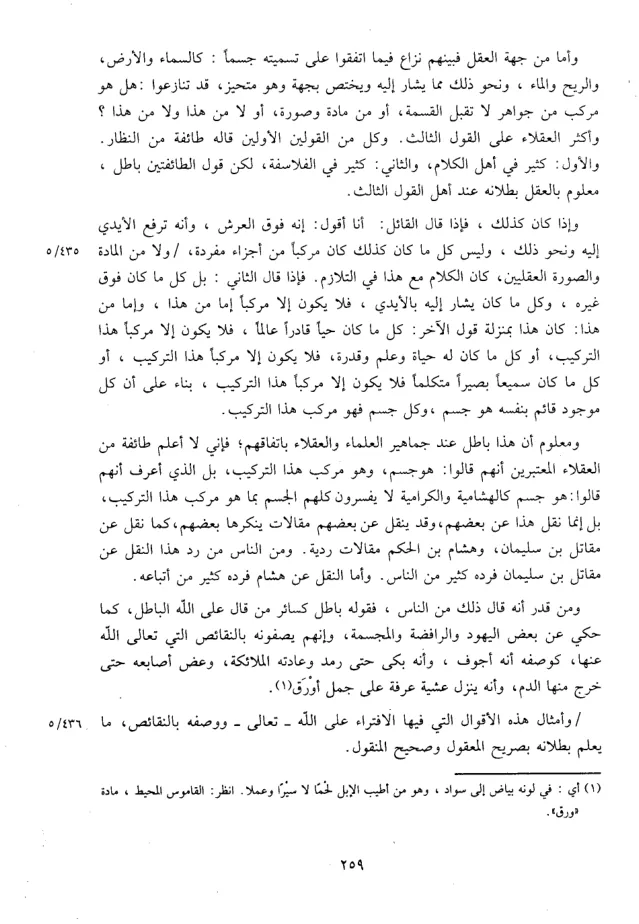 وأما من جهة العقل فبينهم نزاع فيما اتفقوا على تسميته جسماً : كالسماء والأرض،
والريح والماء ، ونحو ذلك مما يشار إليه ويختص بجهة وهو متحيز، قد تنازعوا :هل هو
مركب من جواهر لا تقبل القسمة، أو من مادة وصورة، أو لا من هذا ولا من هذا ؟
وأكثر العقلاء على القول الثالث. وكل من القولين الأولين قاله طائفة من النظار.
والأول: كثير في أهل الكلام، والثاني: كثير في الفلاسفة، لكن قول الطائفتين باطل ،
معلوم بالعقل بطلانه عند أهل القول الثالث.
وإذا كان كذلك ، فإذا قال القائل: أنا أقول: إنه فوق العرش ، وأنه ترفع الأيدي
إليه ونحو ذلك ، وليس كل ما كان كذلك كان مركباً من أجزاء مفردة، /ولا من المادة ٥/٤٣٥
والصورة العقليين، كان الكلام مع هذا في التلازم. فإذا قال الثاني : بل كل ما كان فوق
غيره ، وكل ما كان يشار إليه بالأيدي ، فلا يكون إلا مركباً إما من هذا ، وإما من
هذا: كان هذا بمنزلة قول الآخر: كل ما كان حياً قادراً عالماً ، فلا يكون إلا مركباً هذا
التركيب، أو كل ما كان له حياة وعلم وقدرة، فلا يكون إلا مركباً هذا التركيب ، أو
كل ما كان سميعاً بصيراً متكلماً فلا يكون إلا مركباً هذا التركيب ، بناء على أن كل
موجود قائم بنفسه هو جسم ،وكل جسم فهو مركب هذا التركيب.
ومعلوم أن هذا باطل عند جماهير العلماء والعقلاء باتفاقهم؛ فإني لا أعلم طائفة من
العقلاء المعتبرين أنهم قالوا: هوجسم، وهو مركب هذا التركيب، بل الذي أعرف أنهم
قالوا:هو جسم كالهشامية والكرامية لا يفسرون كلهم الجسم بما هو مركب هذا التركيب،
بل إنما نقل هذا عن بعضهم،وقد ينقل عن بعضهم مقالات ينكرها بعضهم،كما نقل عن
مقاتل بن سليمان، وهشام بن الحكم مقالات ردية. ومن الناس من رد هذا النقل عن
مقاتل بن سليمان فرده كثير من الناس. وأما النقل عن هشام فرده كثير من أتباعه.
ومن قدر أنه قال ذلك من الناس ، فقوله باطل كسائر من قال على الله الباطل، كما
حكي عن بعض اليهود والرافضة والمجسمة، وإنهم يصفونه بالنقائص التي تعالى الله
عنها، كوصفه أنه أجوف ، وأنه بكى حتى رمد وعادته الملائكة، وعض أصابعه حتى
خرج منها الدم، وأنه ينزل عشية عرفة على جمل أوْرَق(١).
/وأمثال هذه الأقوال التي فيها الافتراء على الله ـ تعالى ـ ووصفه بالنقائص، ما ٥/٤٣٦
يعلم بطلانه بصريح المعقول وصحيح المنقول.
(١) أي : في لونه بياض إلى سواد ، وهو من أطيب الإبل لحْمًا لا سيْرًا وعملا. انظر: القاموس المحيط ، مادة
«ورق».
٢٥٩